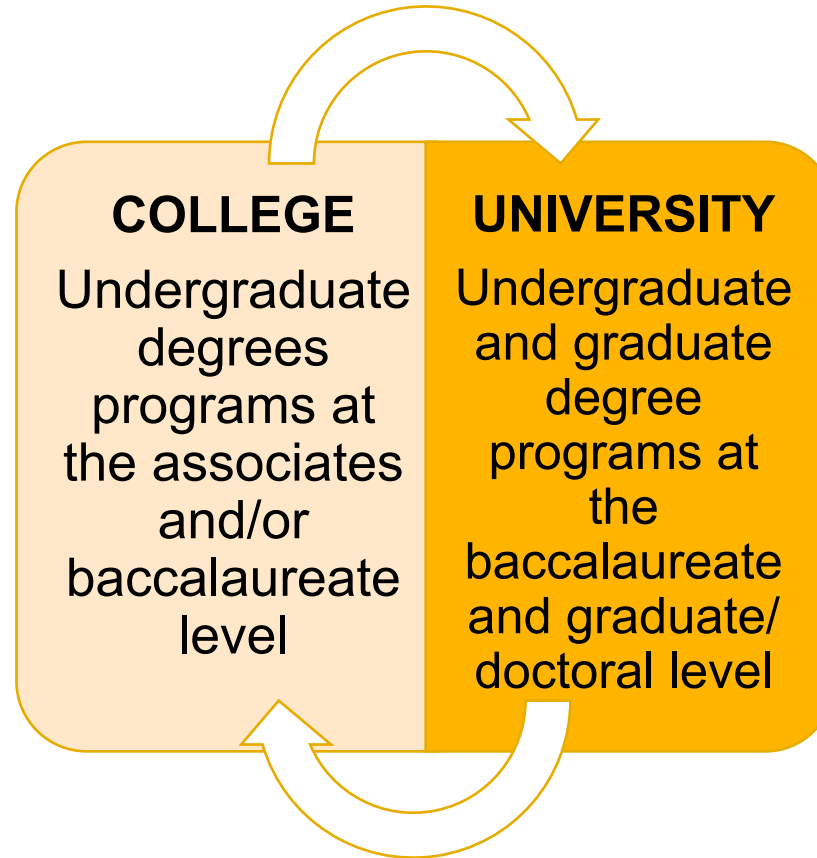 COLLEGE
Undergraduate
degrees
programs at
the associates
and/or
baccalaureate
level
UNIVERSITY
Undergraduate
and graduate
degree
programs at
the
baccalaureate
and graduate/
doctoral level